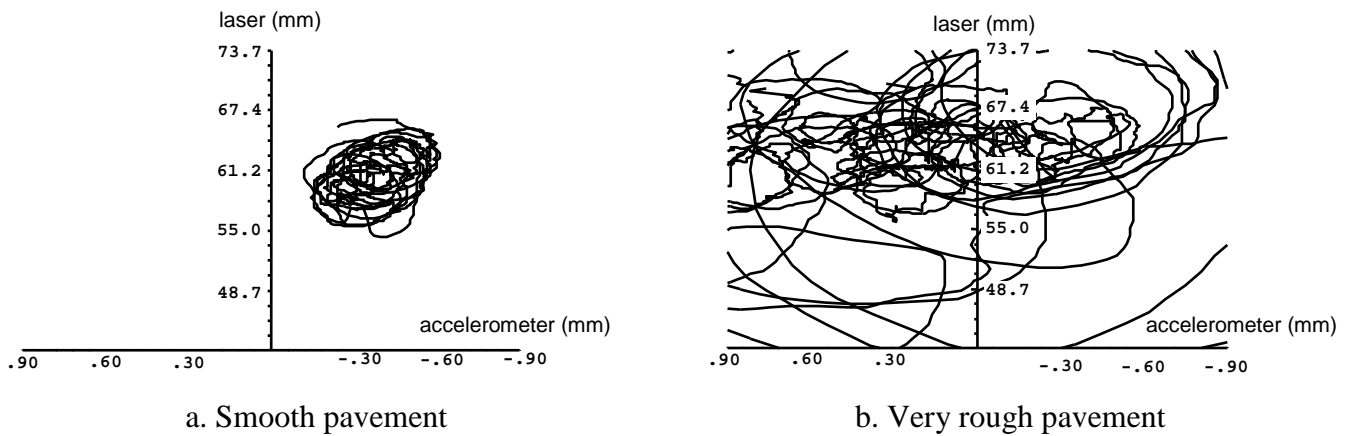 laser (mm)
73.7
67.4
61.2
55.0
48.7
accelerometer (mm)
.90 .60 .30 -.30 -.60 -.90
a. Smooth pavement
laser (mm)
73.7
67.4
61.2
55.0
48.7
accelerometer (mm)
.90 .60 .30 -.30 -.60 -.90
b. Very rough pavement